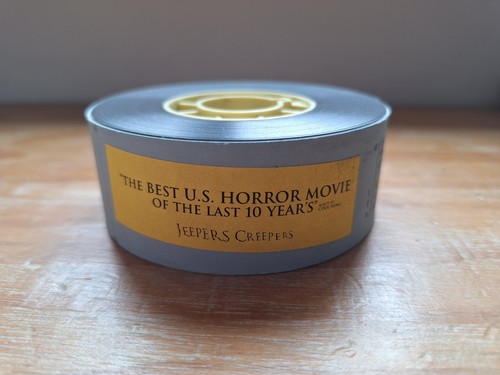 "THE BEST U.S. HORROR MOVIE
OF THE LAST 10 YEAR'S"
JEEPERS CREEPERS